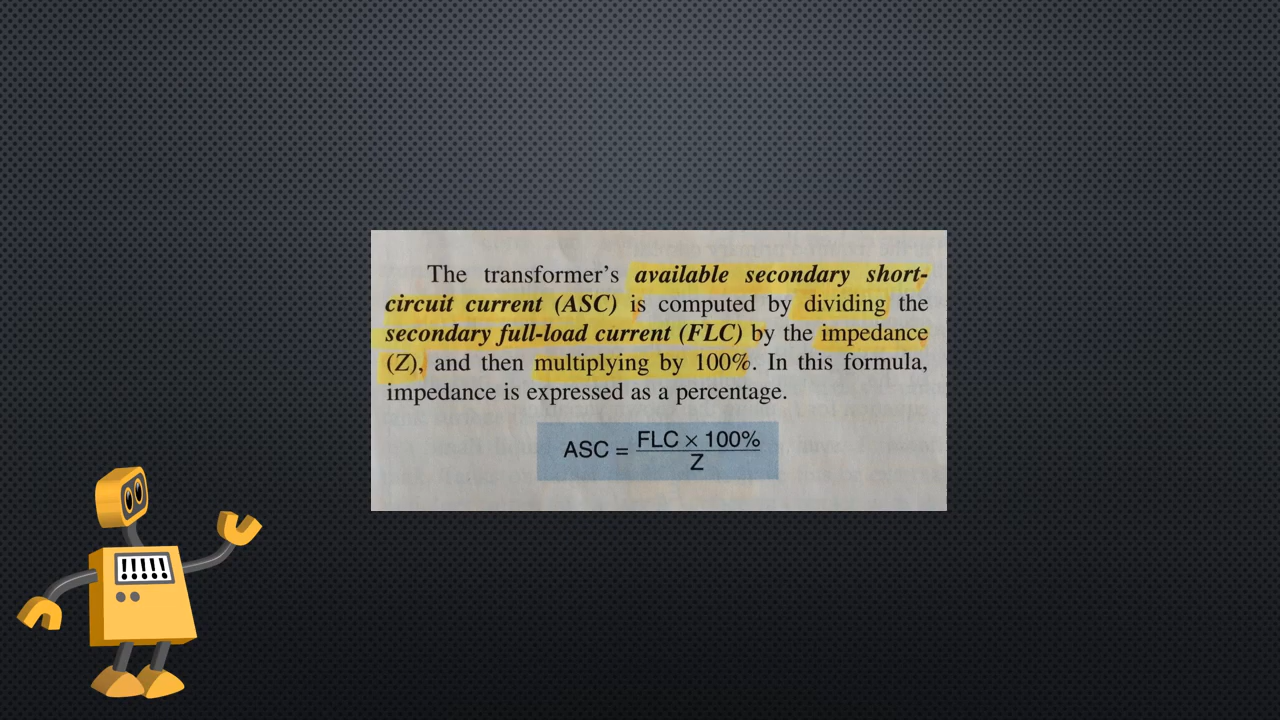 The transformer's available secondary short-
circuit current (ASC) is computed by dividing the
secondary full-load current (FLC) by the impedance
(Z), and then multiplying by 100%. In this formula,
impedance is expressed as a percentage.
ASC = FLC × 100%
Z
!!!!!